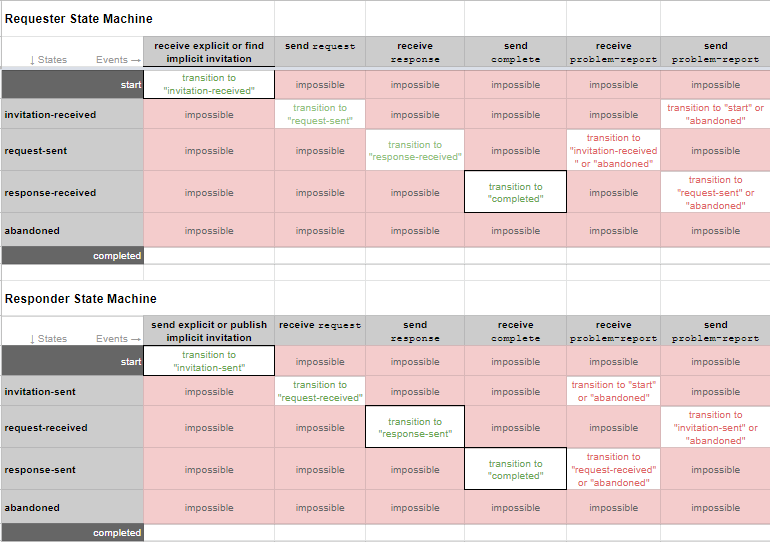 Requester State Machine
↓ States Events → receive explicit or find implicit invitation send request receive response send complete receive problem-report send problem-report
start transition to "invitation-received" impossible impossible impossible impossible impossible
invitation-received impossible transition to "request-sent" impossible impossible impossible transition to "start" or "abandoned"
request-sent impossible impossible transition to "response-received" impossible transition to "invitation-received " or "abandoned" impossible
response-received impossible impossible impossible transition to "completed" impossible transition to "request-sent" or "abandoned"
abandoned impossible impossible impossible impossible impossible impossible
completed
Responder State Machine
↓ States Events → send explicit or publish implicit invitation receive request send response receive complete receive problem-report send problem-report
start transition to "invitation-sent" impossible impossible impossible impossible impossible
invitation-sent impossible transition to "request-received" impossible impossible transition to "start" or "abandoned" impossible
request-received impossible impossible transition to "response-sent" impossible impossible transition to "invitation-sent" or "abandoned"
response-sent impossible impossible impossible transition to "completed" transition to "request-received" or "abandoned" impossible
abandoned impossible impossible impossible impossible impossible impossible
completed